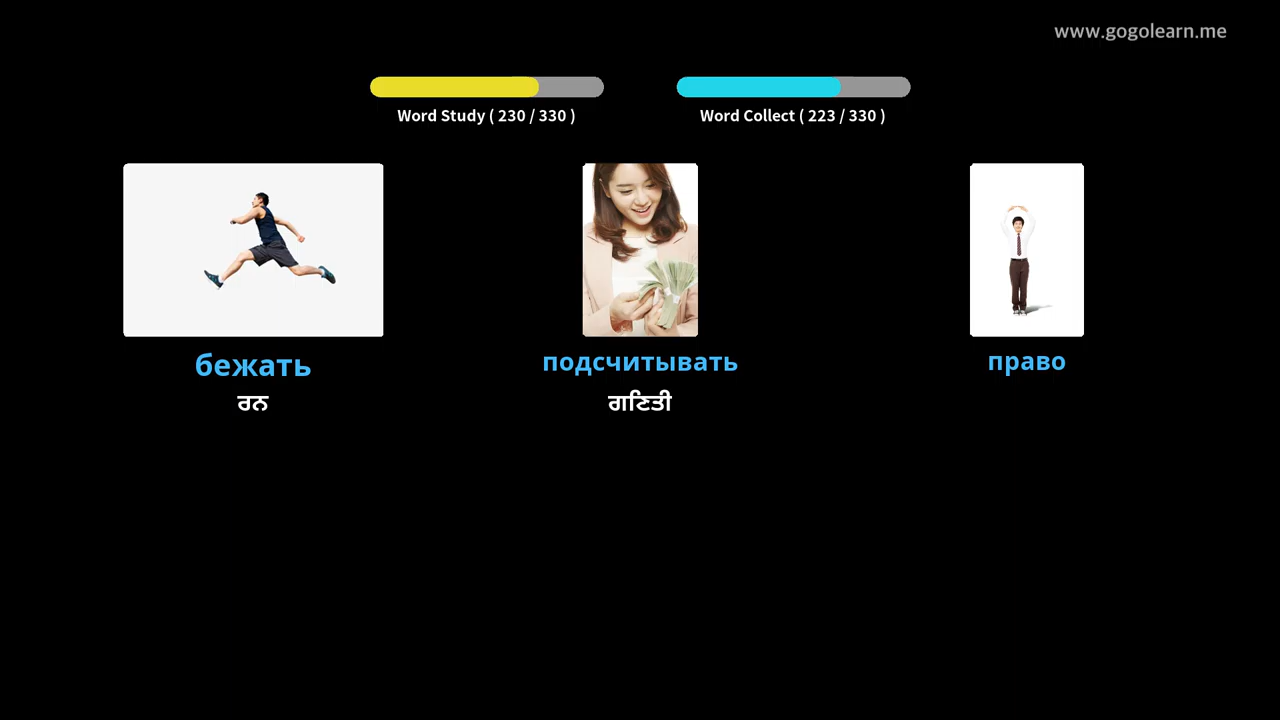 www.gogolearn.me
Word Study ( 230 / 330 )
Word Collect ( 223 / 330 )
бежать
подсчитывать
право
ਰਨ
ਗਣਿਤੀ